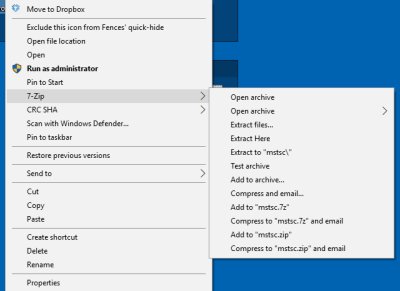 Move to Dropbox
Exclude this icon from Fences' quick-hide
Open file location
Open
Run as administrator
Pin to Start
7-Zip
CRC SHA
Scan with Windows Defender...
Pin to taskbar
Restore previous versions
Send to
Cut
Copy
Paste
Create shortcut
Delete
Rename
Properties
Open archive
Open archive
Extract files...
Extract Here
Extract to "mstsc\"
Test archive
Add to archive...
Compress and email...
Add to "mstsc.7z"
Compress to "mstsc.7z" and email
Add to "mstsc.zip"
Compress to "mstsc.zip" and email